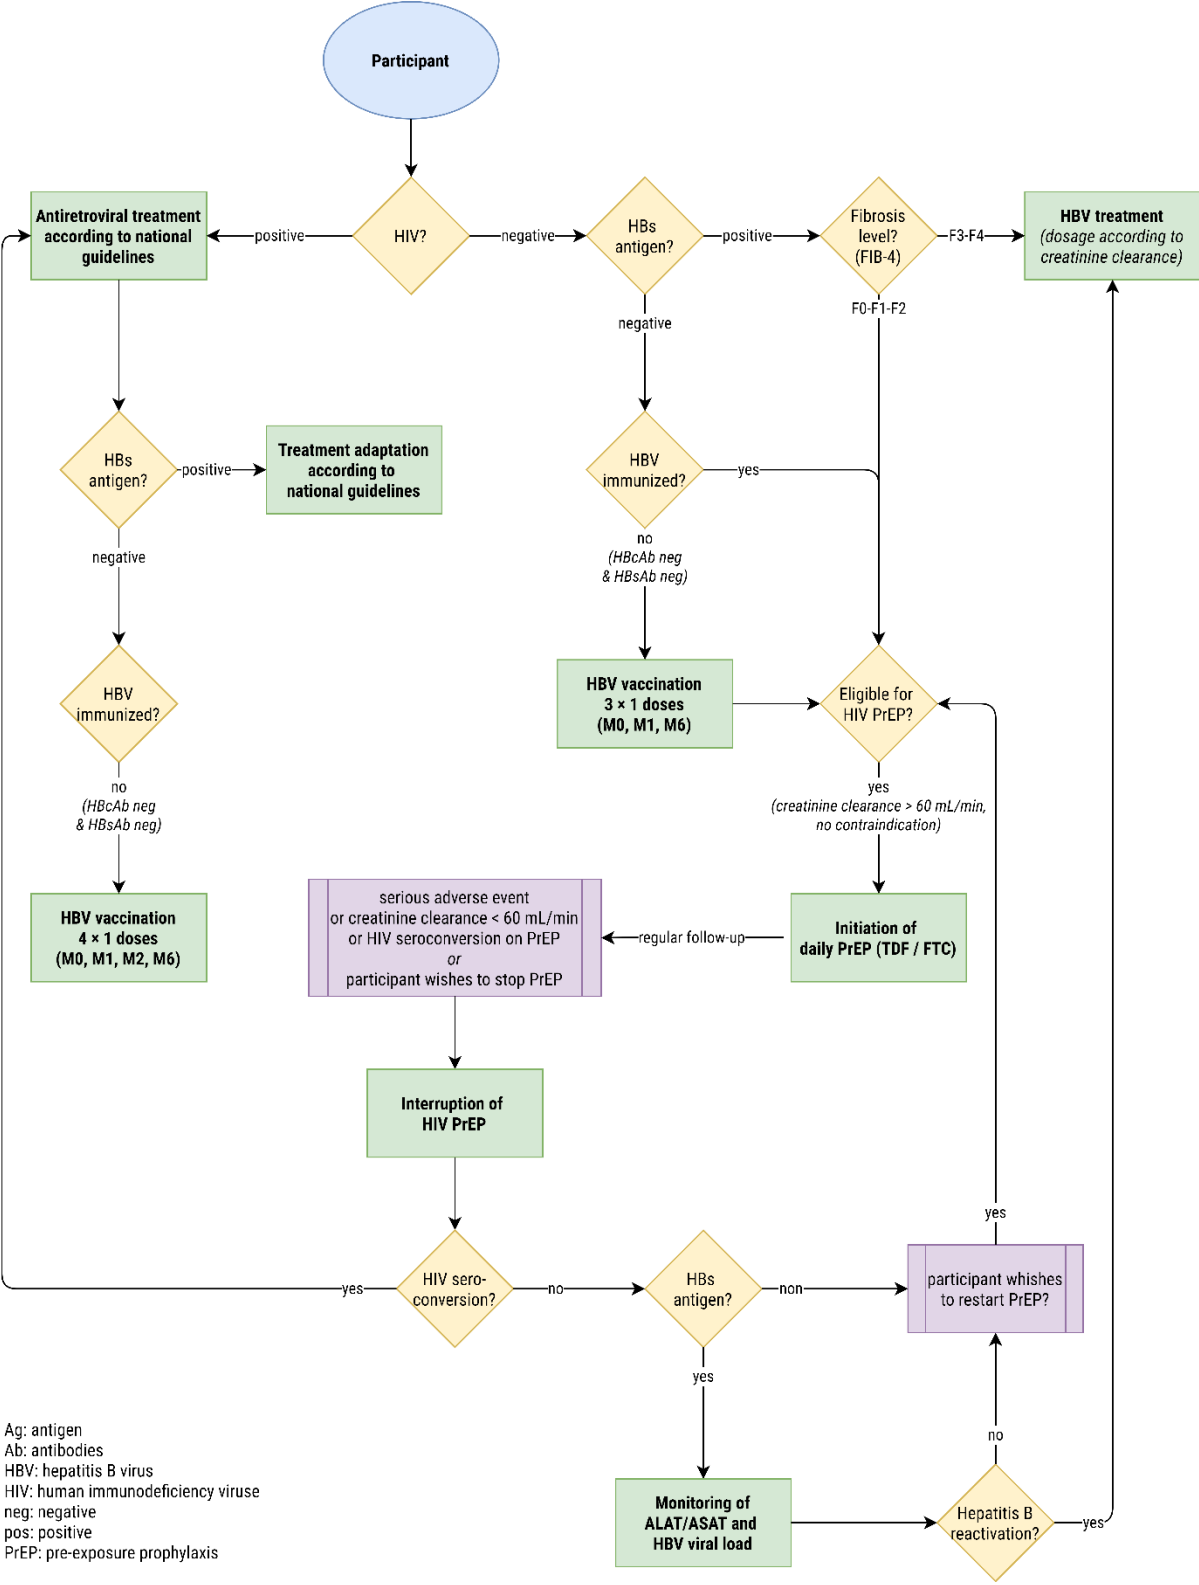 Participant
HIV?
positive
negative
Antiretroviral treatment
according to national
guidelines
HBs
antigen?
positive
Fibrosis
level?
(FIB-4)
F3-F4
HBV treatment
(dosage according to
creatinine clearance)
negative
F0-F1-F2
HBs
antigen?
positive
Treatment adaptation
according to
national guidelines
HBV
immunized?
yes
negative
no
(HBcAb neg
& HBsAb neg)
HBV
immunized?
HBV vaccination
3 × 1 doses
(M0, M1, M6)
Eligible for
HIV PrEP?
no
(HBcAb neg
& HBsAb neg)
yes
(creatinine clearance > 60 mL/min,
no contraindication)
HBV vaccination
4 × 1 doses
(M0, M1, M2, M6)
serious adverse event
or creatinine clearance < 60 mL/min
or HIV seroconversion on PrEP
or
participant wishes to stop PrEP
regular follow-up
Initiation of
daily PrEP (TDF / FTC)
Interruption of
HIV PrEP
yes
HIV sero-
conversion?
yes
no
HBs
antigen?
non
participant whishes
to restart PrEP?
yes
no
Monitoring of
ALAT/ASAT and
HBV viral load
Hepatitis B
reactivation?
yes
Ag: antigen
Ab: antibodies
HBV: hepatitis B virus
HIV: human immunodeficiency viruse
neg: negative
pos: positive
PrEP: pre-exposure prophylaxis